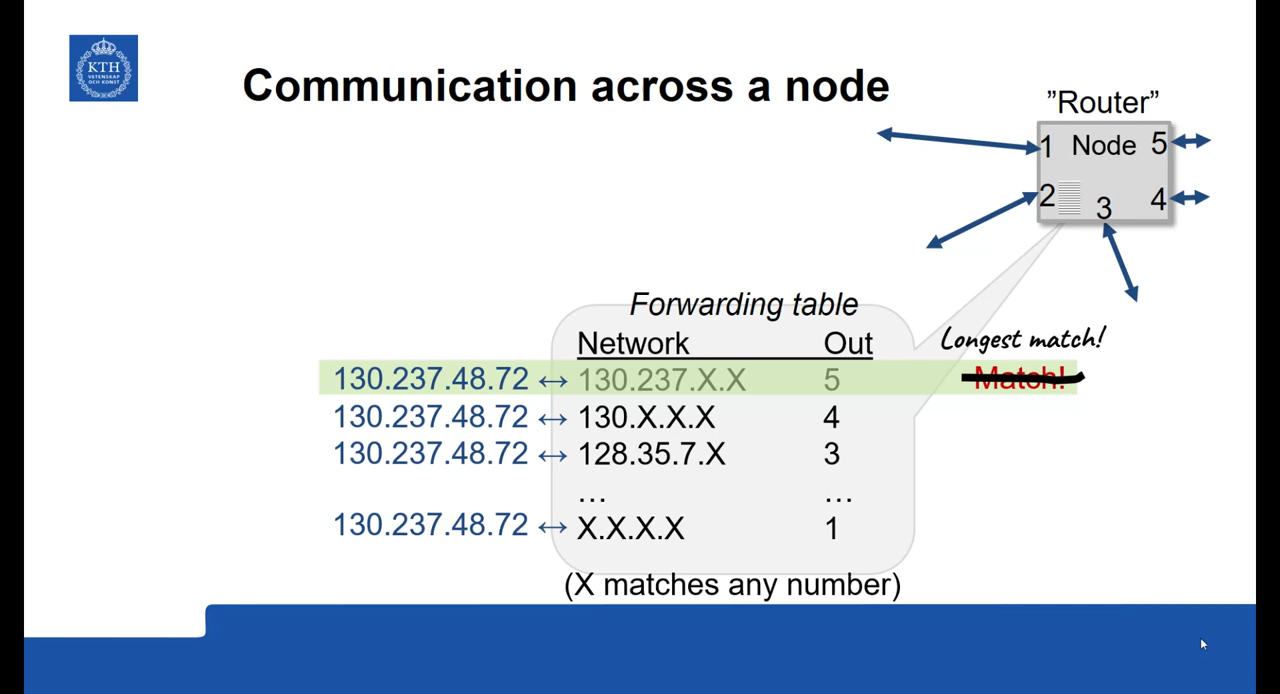 KTH
VETENSKAP
OCH KONST
Communication across a node
”Router”
1 Node 5
2 3 4
Forwarding table
Network Out
Longest match!
130.237.48.72 ↔ 130.237.X.X 5 Match!
130.237.48.72 ↔ 130.X.X.X 4
130.237.48.72 ↔ 128.35.7.X 3
... ...
130.237.48.72 ↔ X.X.X.X 1
(X matches any number)